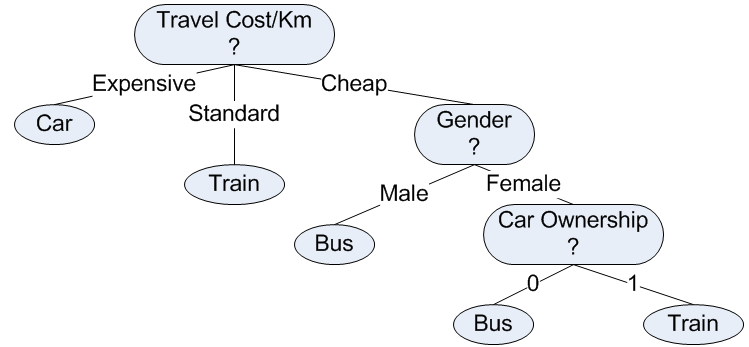 Travel Cost/Km
?
Expensive
Cheap
Standard
Car
Gender
?
Train
Male
Female
Bus
Car Ownership
?
0
1
Bus
Train